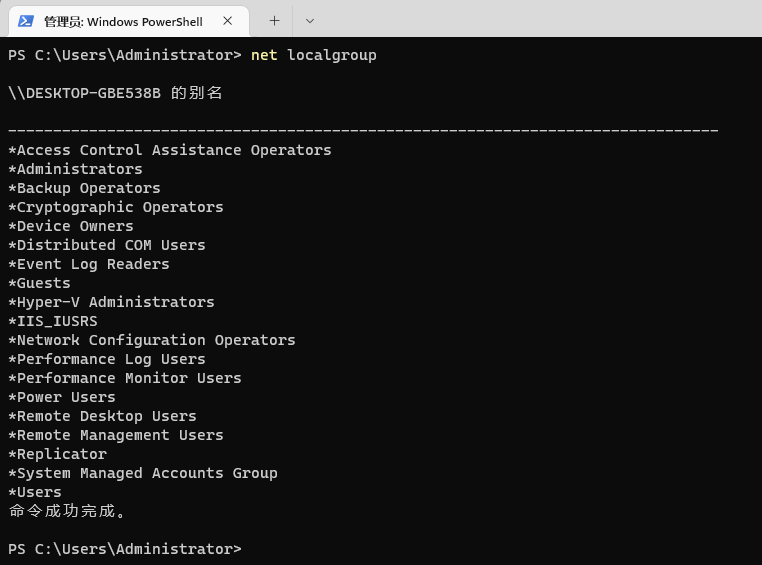 管理员: Windows PowerShell
PS C:\Users\Administrator> net localgroup
\\DESKTOP-GBE538B 的别名
-------------------------------------------------------------------------------
*Access Control Assistance Operators
*Administrators
*Backup Operators
*Cryptographic Operators
*Device Owners
*Distributed COM Users
*Event Log Readers
*Guests
*Hyper-V Administrators
*IIS_IUSRS
*Network Configuration Operators
*Performance Log Users
*Performance Monitor Users
*Power Users
*Remote Desktop Users
*Remote Management Users
*Replicator
*System Managed Accounts Group
*Users
命令成功完成。
PS C:\Users\Administrator>